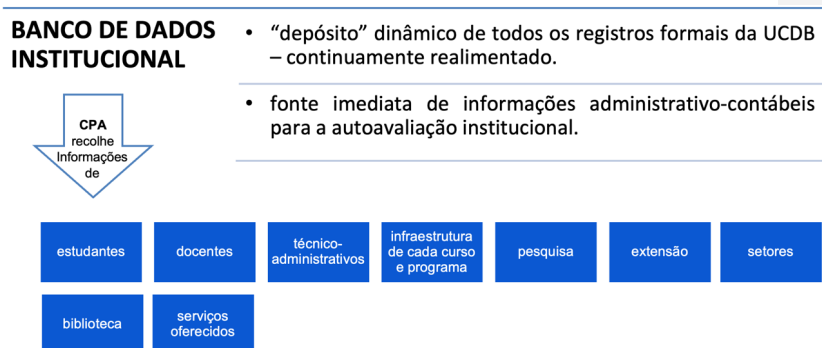 BANCO DE DADOS
INSTITUCIONAL
• “depósito” dinâmico de todos os registros formais da UCDB
– continuamente realimentado.
• fonte imediata de informações administrativo-contábeis
para a autoavaliação institucional.
CPA
recolhe
Informações
de
estudantes
docentes
técnico-
administrativos
infraestrutura
de cada curso
e programa
pesquisa
extensão
setores
biblioteca
serviços
oferecidos